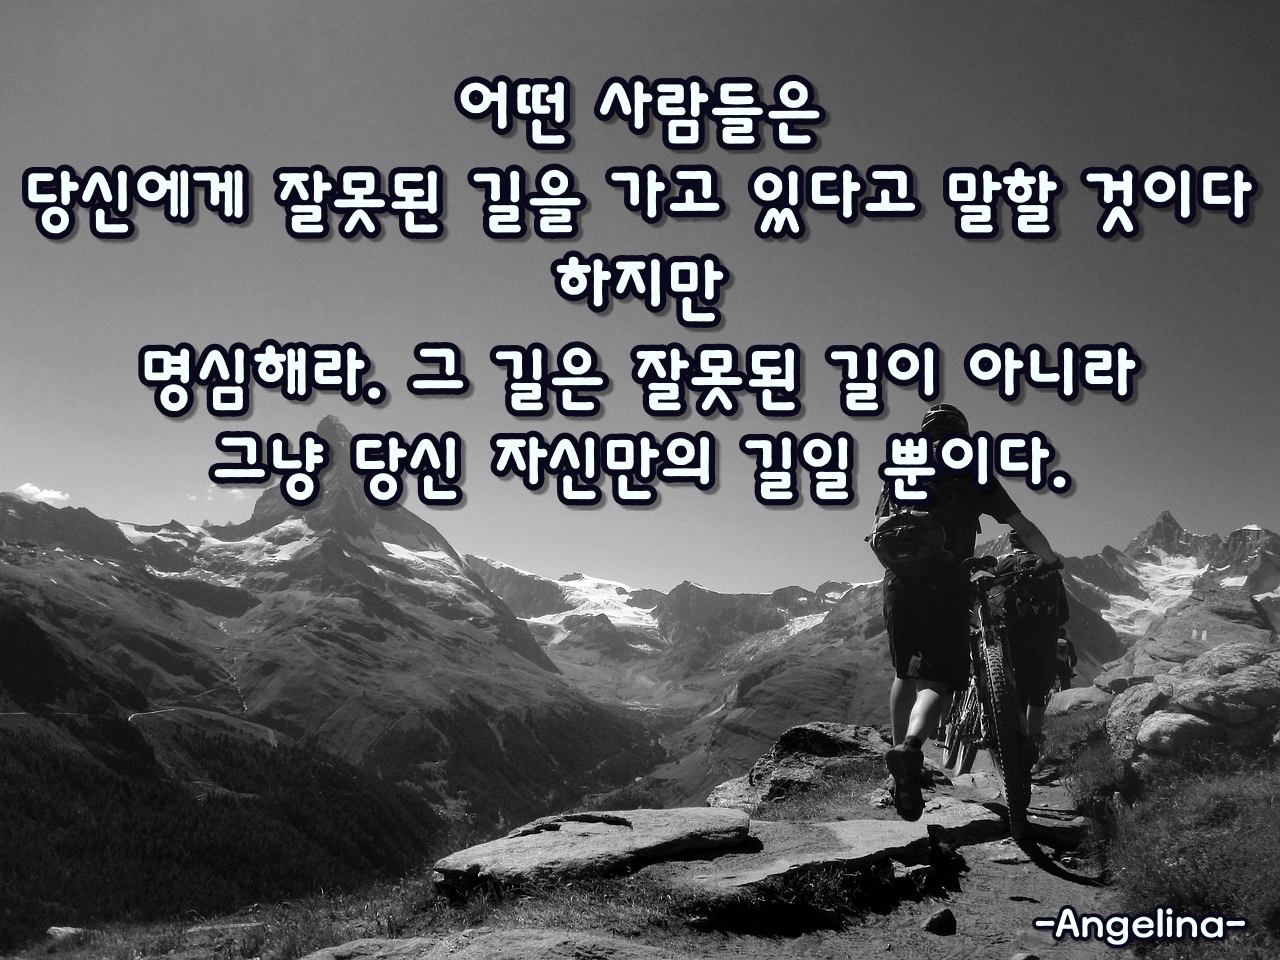 어떤 사람들은
당신에게 잘못된 길을 가고 있다고 말할 것이다
하지만
명심해라. 그 길은 잘못된 길이 아니라
그냥 당신 자신만의 길일 뿐이다.
-Angelina-